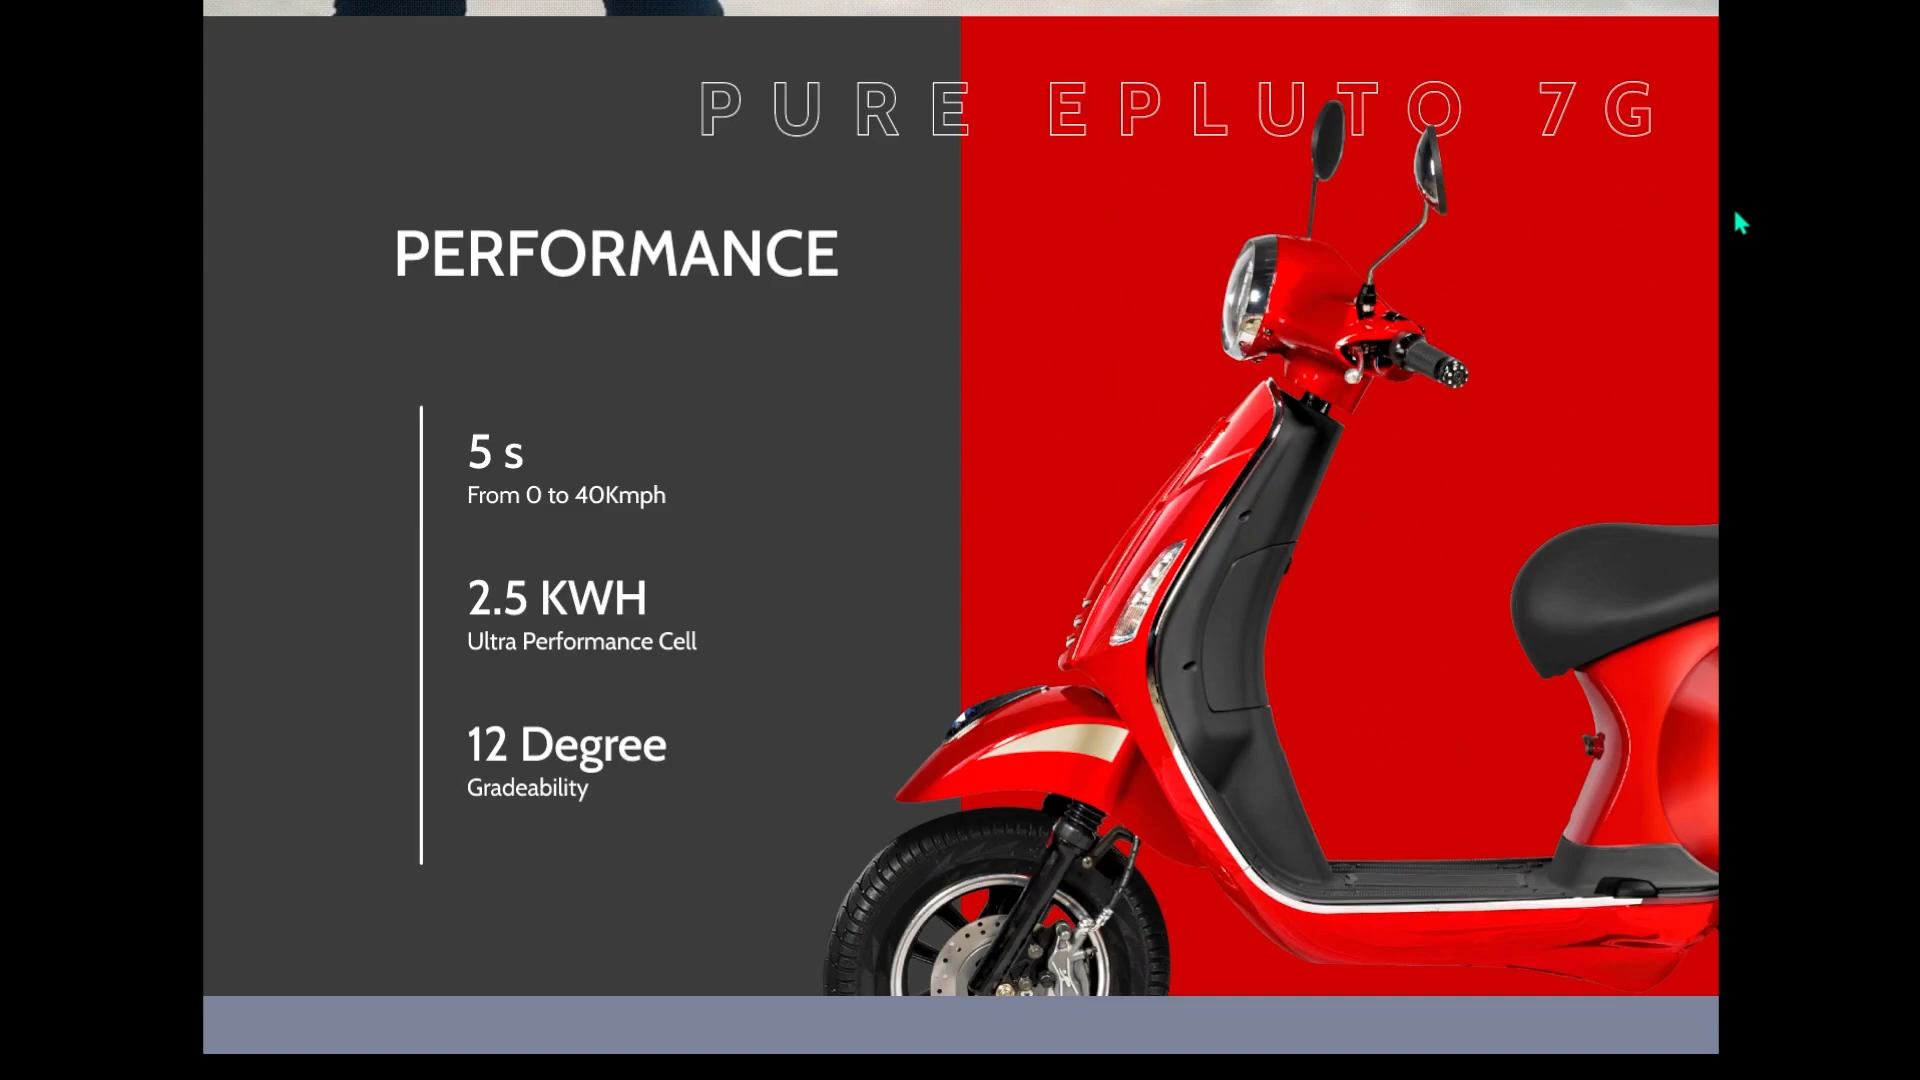 PURE EPLUTO 7G
PERFORMANCE
5 s
From 0 to 40Kmph
2.5 KWH
Ultra Performance Cell
12 Degree
Gradeability